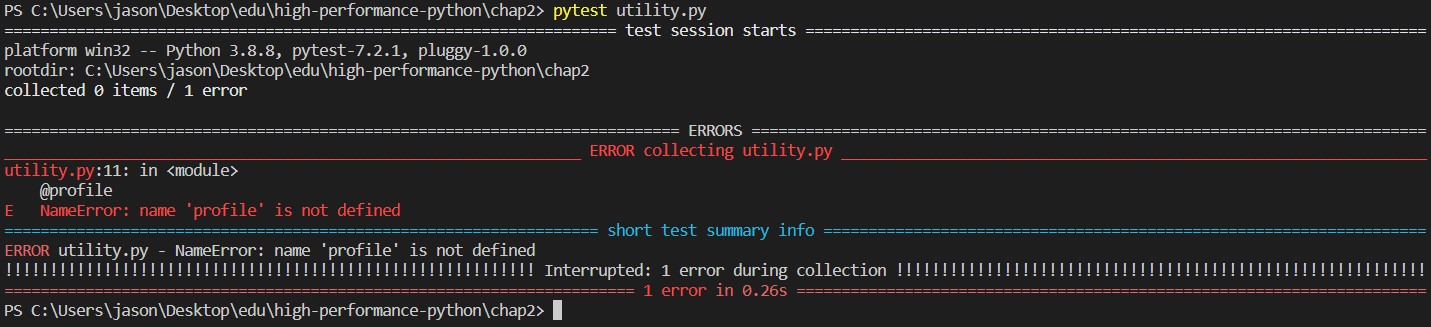 PS C:\Users\jason\Desktop\edu\high-performance-python\chap2> pytest utility.py
===================================================================== test session starts =====================================================================
platform win32 -- Python 3.8.8, pytest-7.2.1, pluggy-1.0.0
rootdir: C:\Users\jason\Desktop\edu\high-performance-python\chap2
collected 0 items / 1 error

=========================================================================== ERRORS ===========================================================================
________________________________________________________________ ERROR collecting utility.py _________________________________________________________________
utility.py:11: in <module>
    @profile
E   NameError: name 'profile' is not defined
================================================================== short test summary info ===================================================================
ERROR utility.py - NameError: name 'profile' is not defined
!!!!!!!!!!!!!!!!!!!!!!!!!!!!!!!!!!!!!!!!!!!!!!!!!!!!!!!!!!! Interrupted: 1 error during collection !!!!!!!!!!!!!!!!!!!!!!!!!!!!!!!!!!!!!!!!!!!!!!!!!!!!!!!!!!!
====================================================================== 1 error in 0.26s ======================================================================
PS C:\Users\jason\Desktop\edu\high-performance-python\chap2>